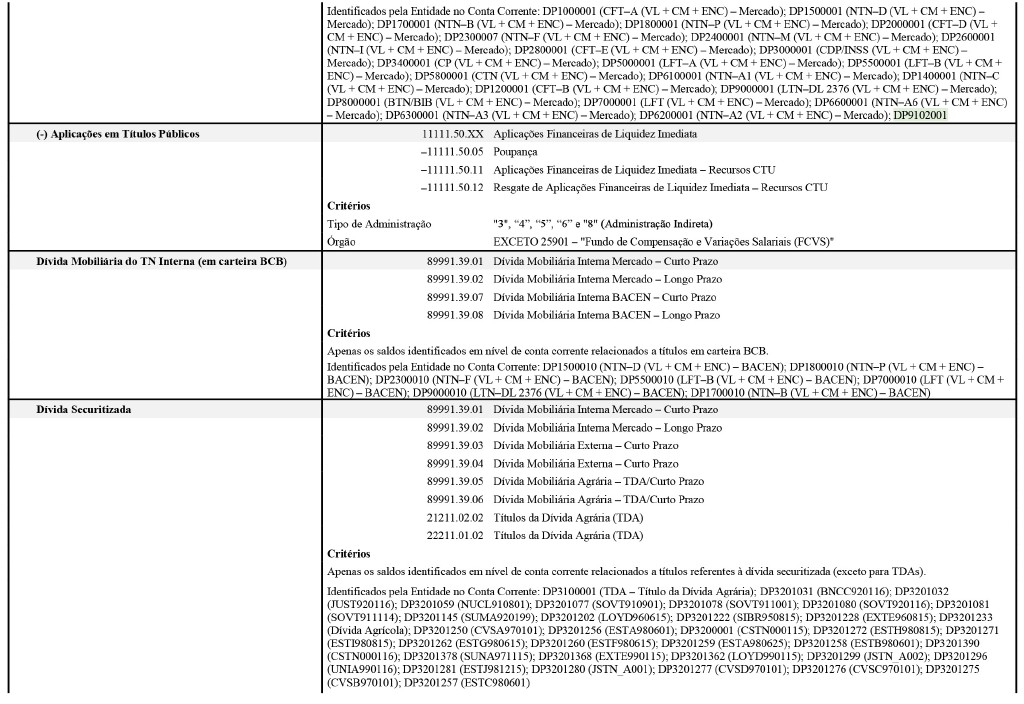 Identificados pela Entidade no Conta Corrente: DP1000001 (CFT–A (VL + CM + ENC) – Mercado); DP1500001 (NTN–D (VL + CM + ENC) –
Mercado); DP1700001 (NTN–B (VL + CM + ENC) – Mercado); DP1800001 (NTN–P (VL + CM + ENC) – Mercado); DP2000001 (CFT–D (VL +
CM + ENC) – Mercado); DP2300007 (NTN–F (VL + CM + ENC) – Mercado); DP2400001 (NTN–M (VL + CM + ENC) – Mercado); DP2600001
(NTN–I (VL + CM + ENC) – Mercado); DP2800001 (CFT–E (VL + CM + ENC) – Mercado); DP3000001 (CDP/INSS (VL + CM + ENC) –
Mercado); DP3400001 (CP (VL + CM + ENC) – Mercado); DP5000001 (LFT–A (VL + CM + ENC) – Mercado); DP5500001 (LFT–B (VL + CM +
ENC) – Mercado); DP5800001 (CTN (VL + CM + ENC) – Mercado); DP6100001 (NTN–A1 (VL + CM + ENC) – Mercado); DP1400001 (NTN–C
(VL + CM + ENC) – Mercado); DP1200001 (CFT–B (VL + CM + ENC) – Mercado); DP9000001 (LTN–DL 2376 (VL + CM + ENC) – Mercado);
DP8000001 (BTN/BIB (VL + CM + ENC) – Mercado); DP7000001 (LFT (VL + CM + ENC) – Mercado); DP6600001 (NTN–A6 (VL + CM + ENC)
– Mercado); DP6300001 (NTN–A3 (VL + CM + ENC) – Mercado); DP6200001 (NTN–A2 (VL + CM + ENC) – Mercado); DP9102001
(-) Aplicações em Títulos Públicos 11111.50.XX Aplicações Financeiras de Liquidez Imediata
–11111.50.05 Poupança
–11111.50.11 Aplicações Financeiras de Liquidez Imediata – Recursos CTU
–11111.50.12 Resgate de Aplicações Financeiras de Liquidez Imediata – Recursos CTU
Critérios
Tipo de Administração "3", “4”, “5”, “6” e "8" (Administração Indireta)
Órgão EXCETO 25901 – "Fundo de Compensação e Variações Salariais (FCVS)"
Dívida Mobiliária do TN Interna (em carteira BCB) 89991.39.01 Dívida Mobiliária Interna Mercado – Curto Prazo
89991.39.02 Dívida Mobiliária Interna Mercado – Longo Prazo
89991.39.07 Dívida Mobiliária Interna BACEN – Curto Prazo
89991.39.08 Dívida Mobiliária Interna BACEN – Longo Prazo
Critérios
Apenas os saldos identificados em nível de conta corrente relacionados a títulos em carteira BCB.
Identificados pela Entidade no Conta Corrente: DP1500010 (NTN–D (VL + CM + ENC) – BACEN); DP1800010 (NTN–P (VL + CM + ENC) –
BACEN); DP2300010 (NTN–F (VL + CM + ENC) – BACEN); DP5500010 (LFT–B (VL + CM + ENC) – BACEN); DP7000010 (LFT (VL + CM +
ENC) – BACEN); DP9000010 (LTN–DL 2376 (VL + CM + ENC) – BACEN); DP1700010 (NTN–B (VL + CM + ENC) – BACEN)
Dívida Securitizada 89991.39.01 Dívida Mobiliária Interna Mercado – Curto Prazo
89991.39.02 Dívida Mobiliária Interna Mercado – Longo Prazo
89991.39.03 Dívida Mobiliária Externa – Curto Prazo
89991.39.04 Dívida Mobiliária Externa – Curto Prazo
89991.39.05 Dívida Mobiliária Agrária – TDA/Curto Prazo
89991.39.06 Dívida Mobiliária Agrária – TDA/Curto Prazo
21211.02.02 Títulos da Dívida Agrária (TDA)
22211.01.02 Títulos da Dívida Agrária (TDA)
Critérios
Apenas os saldos identificados em nível de conta corrente relacionados a títulos referentes à dívida securitizada (exceto para TDAs).
Identificados pela Entidade no Conta Corrente: DP3100001 (TDA – Título da Dívida Agrária); DP3201031 (BNCC920116); DP3201032
(JUST920116); DP3201059 (NUCL910801); DP3201077 (SOVT910901); DP3201078 (SOVT911001); DP3201080 (SOVT920116); DP3201081
(SOVT911114); DP3201145 (SUMA920199); DP3201202 (LOYD960615); DP3201222 (SIBR950815); DP3201228 (EXTE960815); DP3201233
(Dívida Agrícola); DP3201250 (CVSA970101); DP3201256 (ESTA980601); DP3200001 (CSTN000115); DP3201272 (ESTH980815); DP3201271
(ESTI980815); DP3201262 (ESTG980615); DP3201260 (ESTF980615); DP3201259 (ESTA980625); DP3201258 (ESTB980601); DP3201390
(CSTN000116); DP3201378 (SUNA971115); DP3201368 (EXTE990115); DP3201362 (LOYD990115); DP3201299 (JSTN_A002); DP3201296
(UNIA990116); DP3201281 (ESTJ981215); DP3201280 (JSTN_A001); DP3201277 (CVSD970101); DP3201276 (CVSC970101); DP3201275
(CVSB970101); DP3201257 (ESTC980601)